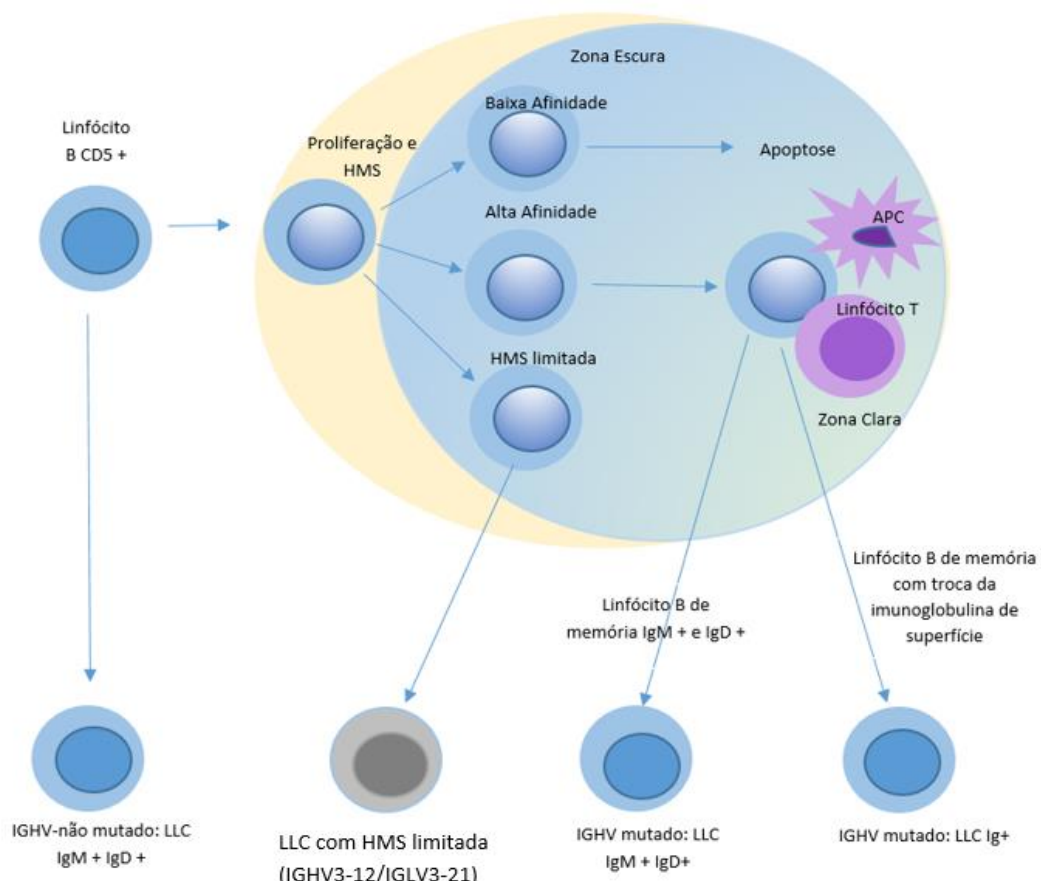 Zona Escura
Linfócito
B CD5 +
Proliferação e
HMS
Baixa Afinidade
Apoptose
Alta Afinidade
APC
Linfócito T
HMS limitada
Zona Clara
Linfócito B de
memória IgM + e IgD +
Linfócito B de memória
com troca da
imunoglobulina de
superfície
IGHV-não mutado: LLC
IgM + IgD +
LLC com HMS limitada
(IGHV3-12/IGLV3-21)
IGHV mutado: LLC
IgM + IgD+
IGHV mutado: LLC Ig+